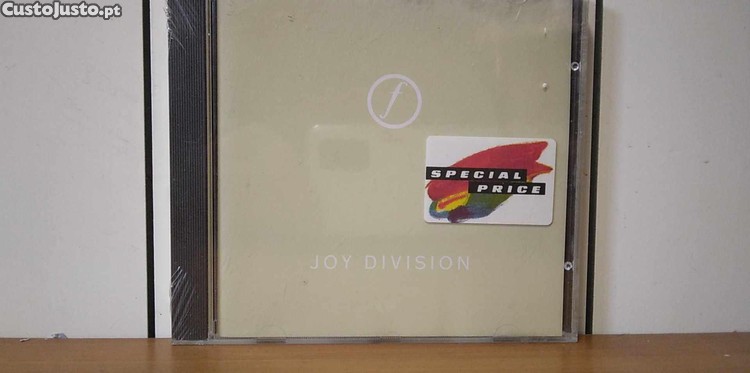 CustoJusto.pt
f
SPECIAL
PRICE
JOY DIVISION